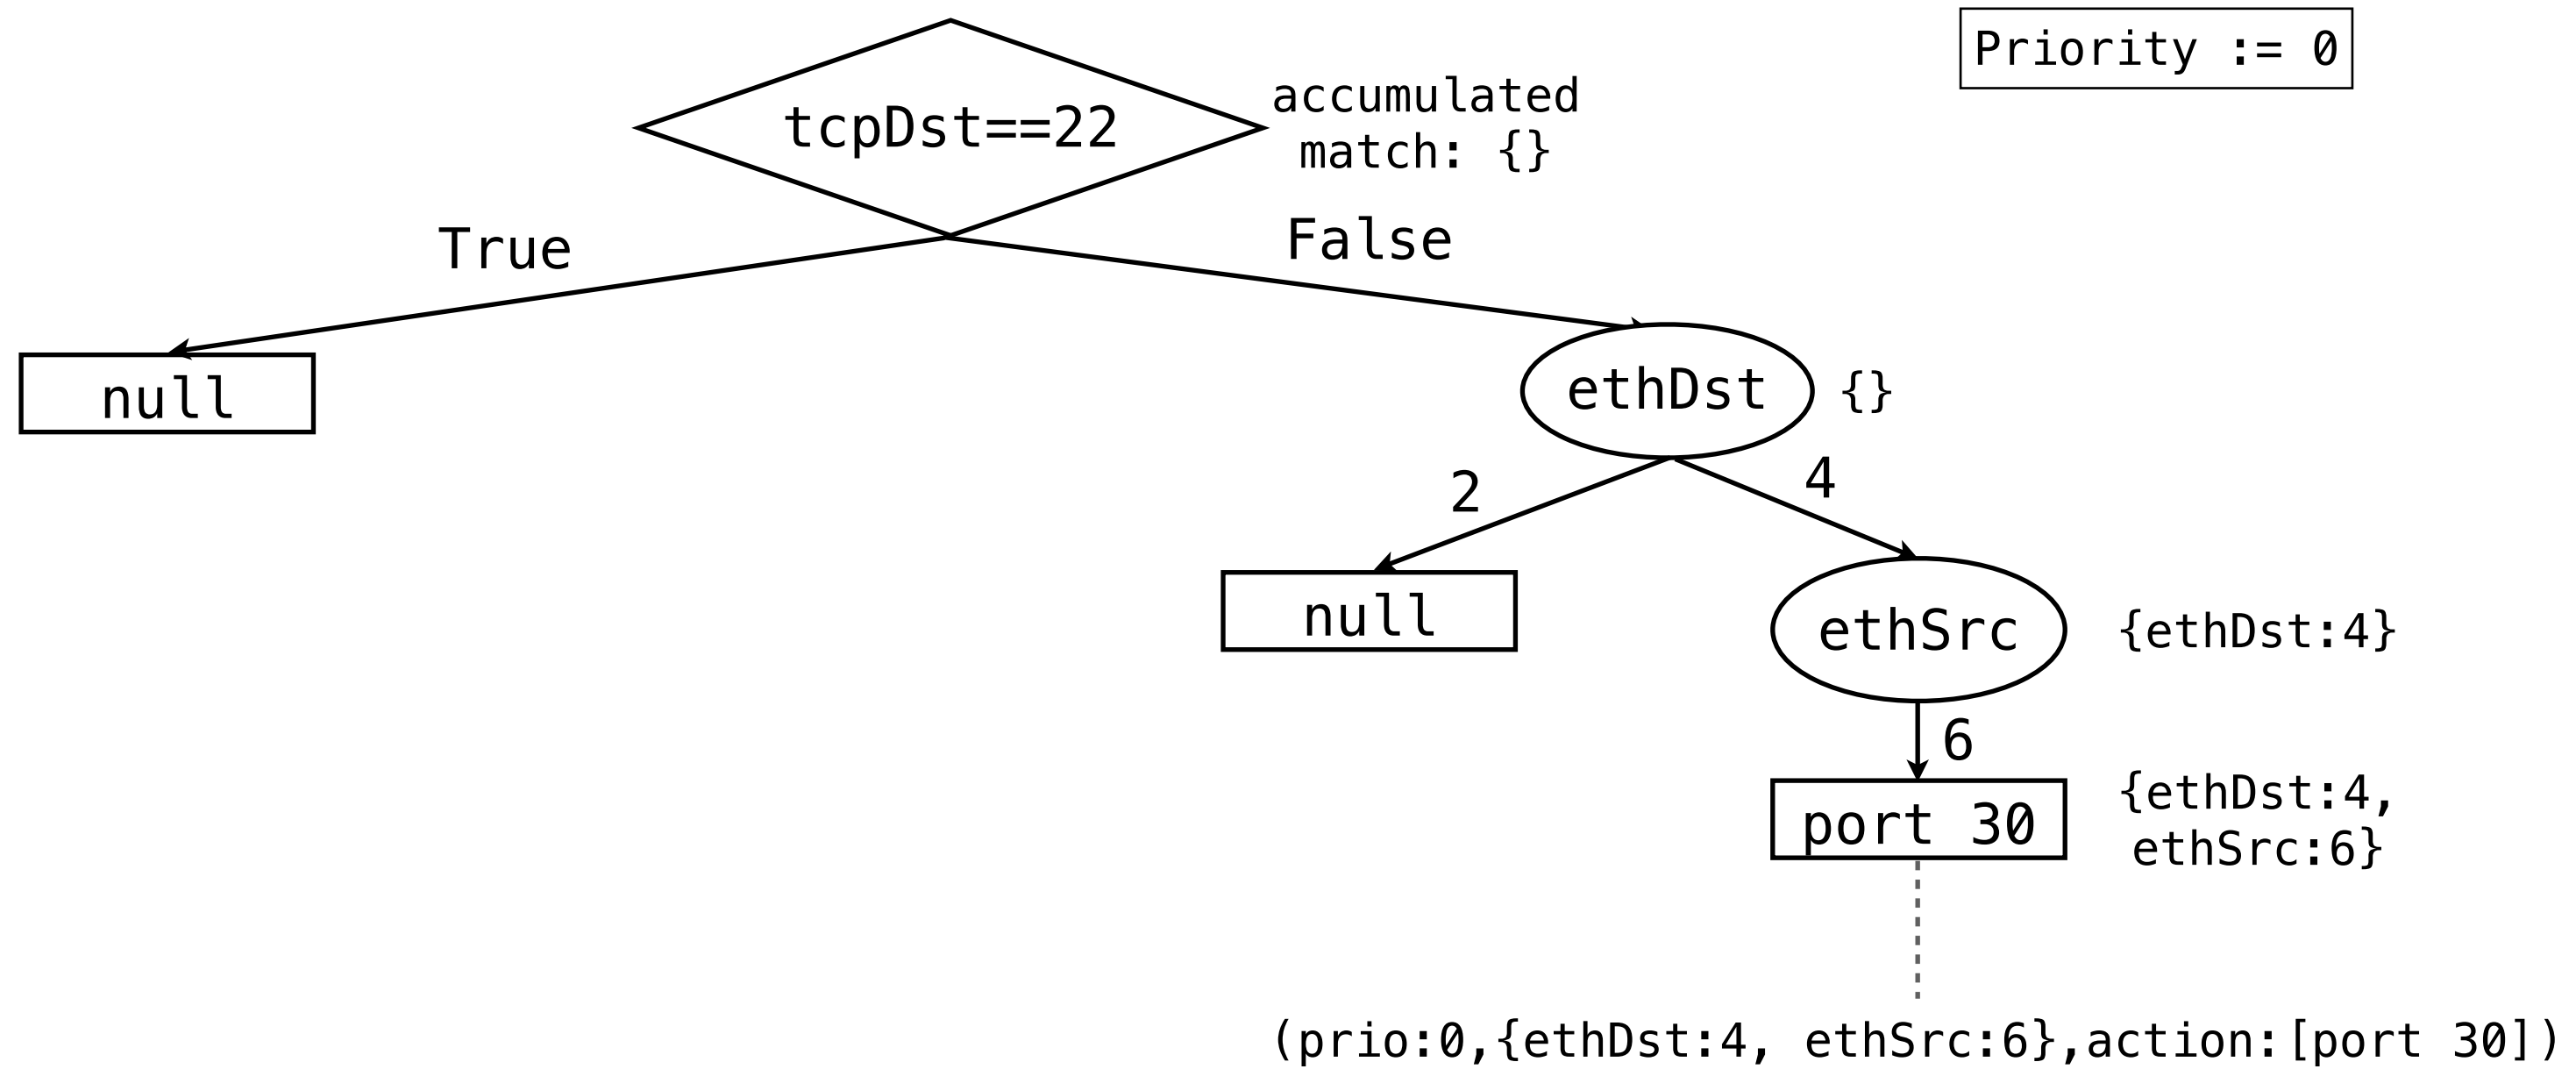 Priority := 0
tcpDst==22
accumulated
match: {}
True
False
null
ethDst
{}
2
4
null
ethSrc
{ethDst:4}
6
port 30
{ethDst:4,
ethSrc:6}
(prio:0,{ethDst:4, ethSrc:6},action:[port 30])